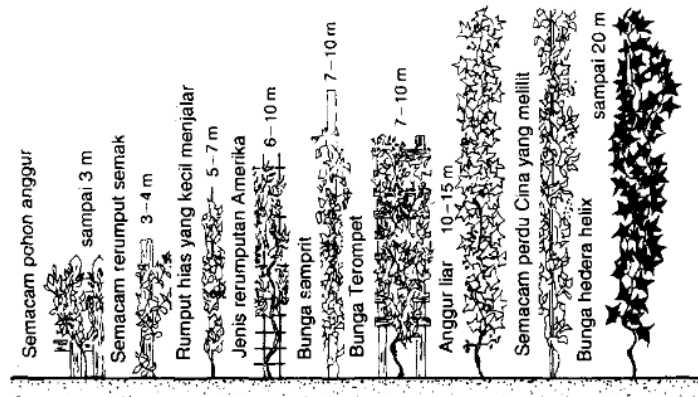 Semacam pohon anggur
sampai 3 m
Semacam rerumput semak
3–4 m
Rumput hias yang kecil menjalar
5–7 m
Jenis rerumputan Amerika
6–10 m
Bunga samprit
7–10 m
Bunga Terompet
7–10 m
Anggur liar
10–15 m
Semacam perdu Cina yang melilit
Bunga hedera helix
sampai 20 m